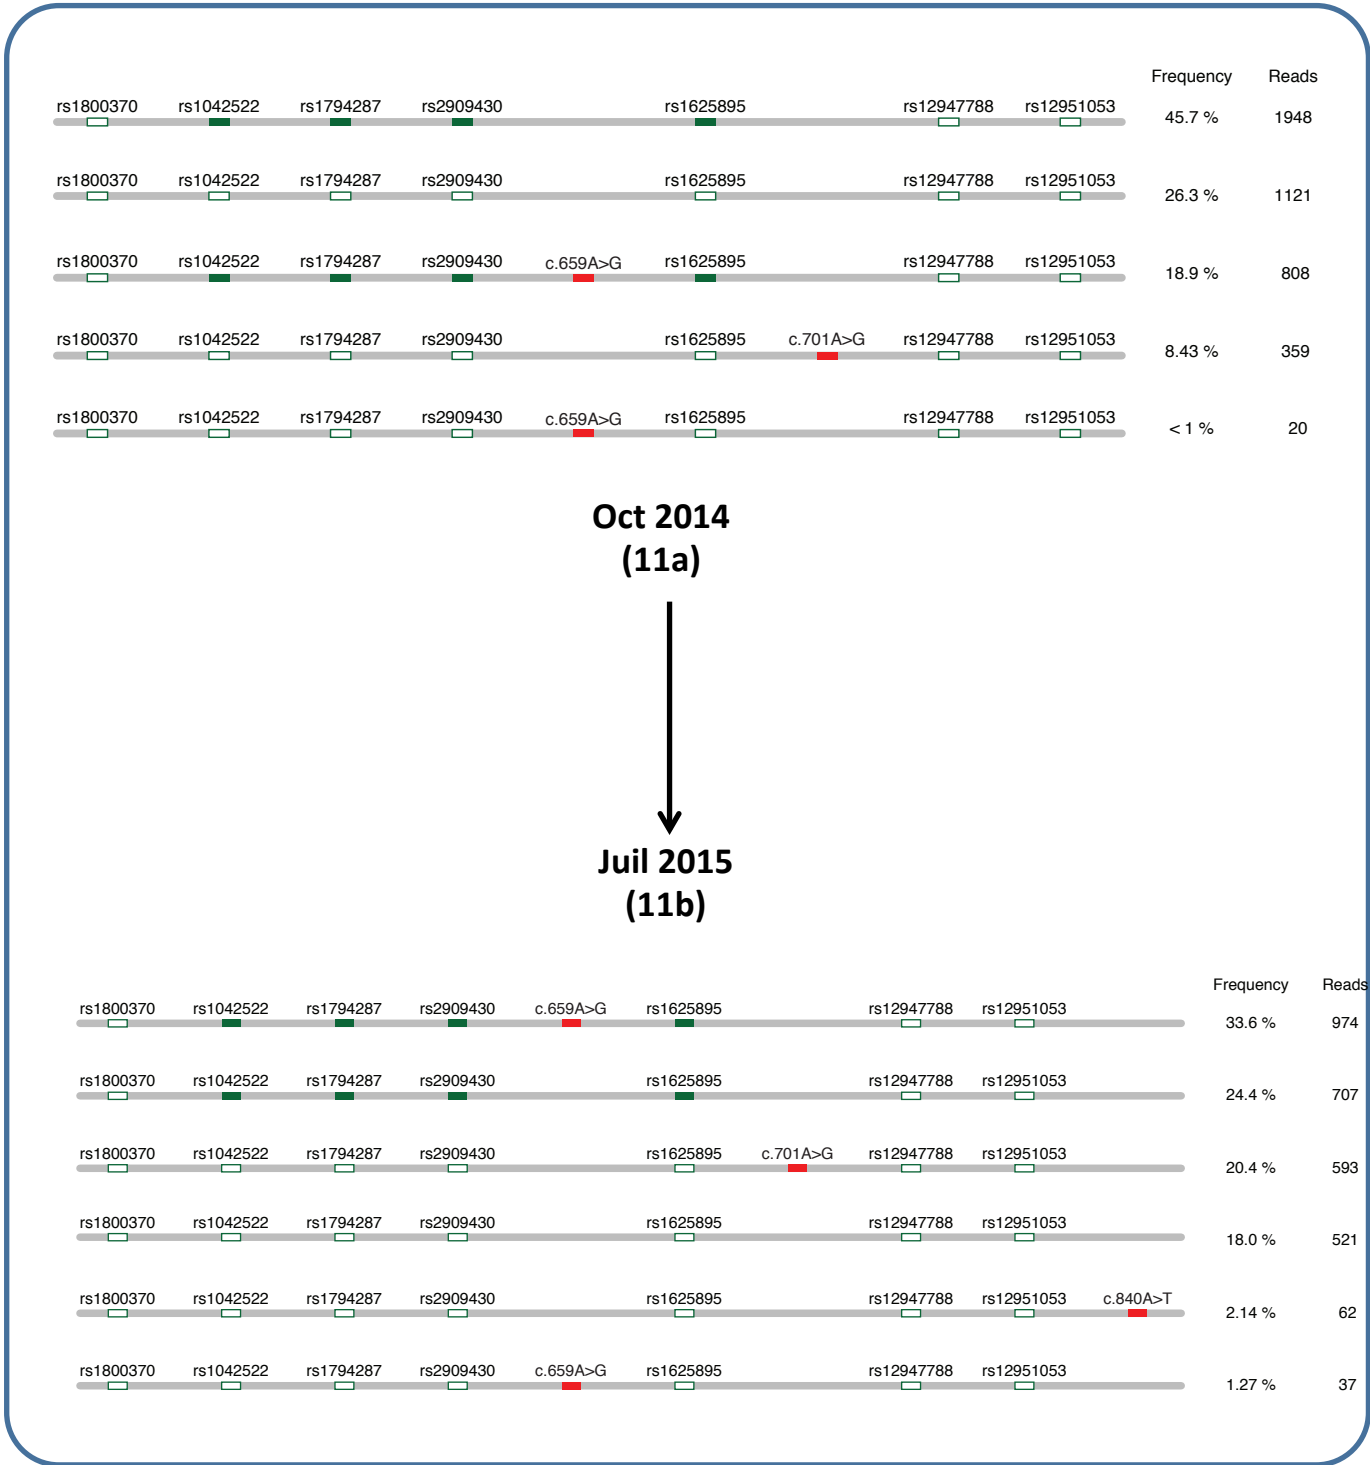 Frequency Reads
rs1800370 rs1042522 rs1794287 rs2909430 rs1625895 rs12947788 rs12951053 45.7 % 1948
rs1800370 rs1042522 rs1794287 rs2909430 rs1625895 rs12947788 rs12951053 26.3 % 1121
rs1800370 rs1042522 rs1794287 rs2909430 c.659A>G rs1625895 rs12947788 rs12951053 18.9 % 808
rs1800370 rs1042522 rs1794287 rs2909430 rs1625895 c.701A>G rs12947788 rs12951053 8.43 % 359
rs1800370 rs1042522 rs1794287 rs2909430 c.659A>G rs1625895 rs12947788 rs12951053 < 1 % 20
Oct 2014
(11a)
Juil 2015
(11b)
Frequency Reads
rs1800370 rs1042522 rs1794287 rs2909430 c.659A>G rs1625895 rs12947788 rs12951053 33.6 % 974
rs1800370 rs1042522 rs1794287 rs2909430 rs1625895 rs12947788 rs12951053 24.4 % 707
rs1800370 rs1042522 rs1794287 rs2909430 rs1625895 c.701A>G rs12947788 rs12951053 20.4 % 593
rs1800370 rs1042522 rs1794287 rs2909430 rs1625895 rs12947788 rs12951053 18.0 % 521
rs1800370 rs1042522 rs1794287 rs2909430 rs1625895 rs12947788 rs12951053 c.840A>T 2.14 % 62
rs1800370 rs1042522 rs1794287 rs2909430 c.659A>G rs1625895 rs12947788 rs12951053 1.27 % 37